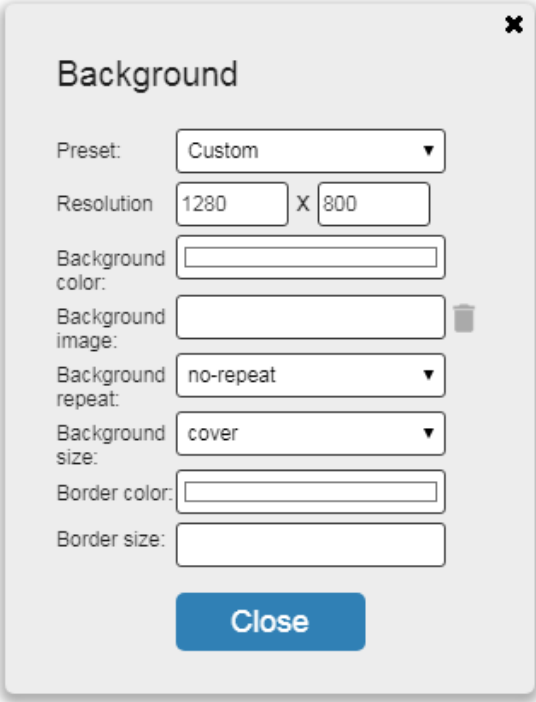 Background
Preset: Custom
Resolution 1280 X 800
Background
color:
Background
image:
Background no-repeat
repeat:
Background cover
size:
Border color:
Border size:
Close